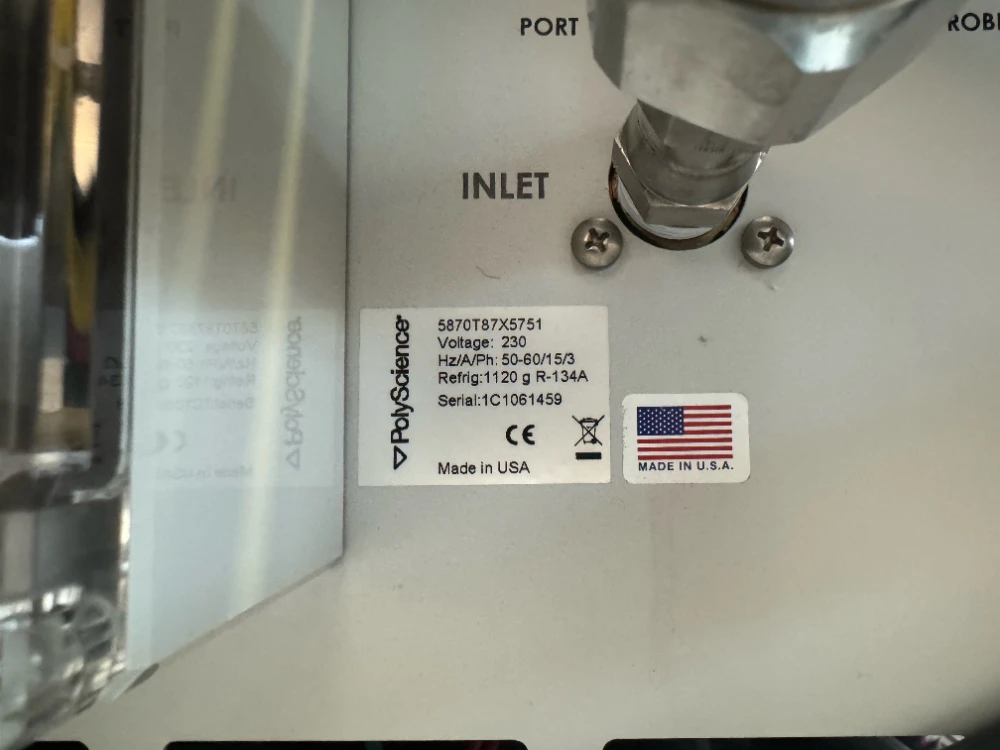 PORT
INLET
PolyScience
5870T87X5751
Voltage: 230
Hz/A/Ph: 50-60/15/3
Refrig:1120 g R-134A
Serial:1C1061459
CE
Made in USA
MADE IN U.S.A.